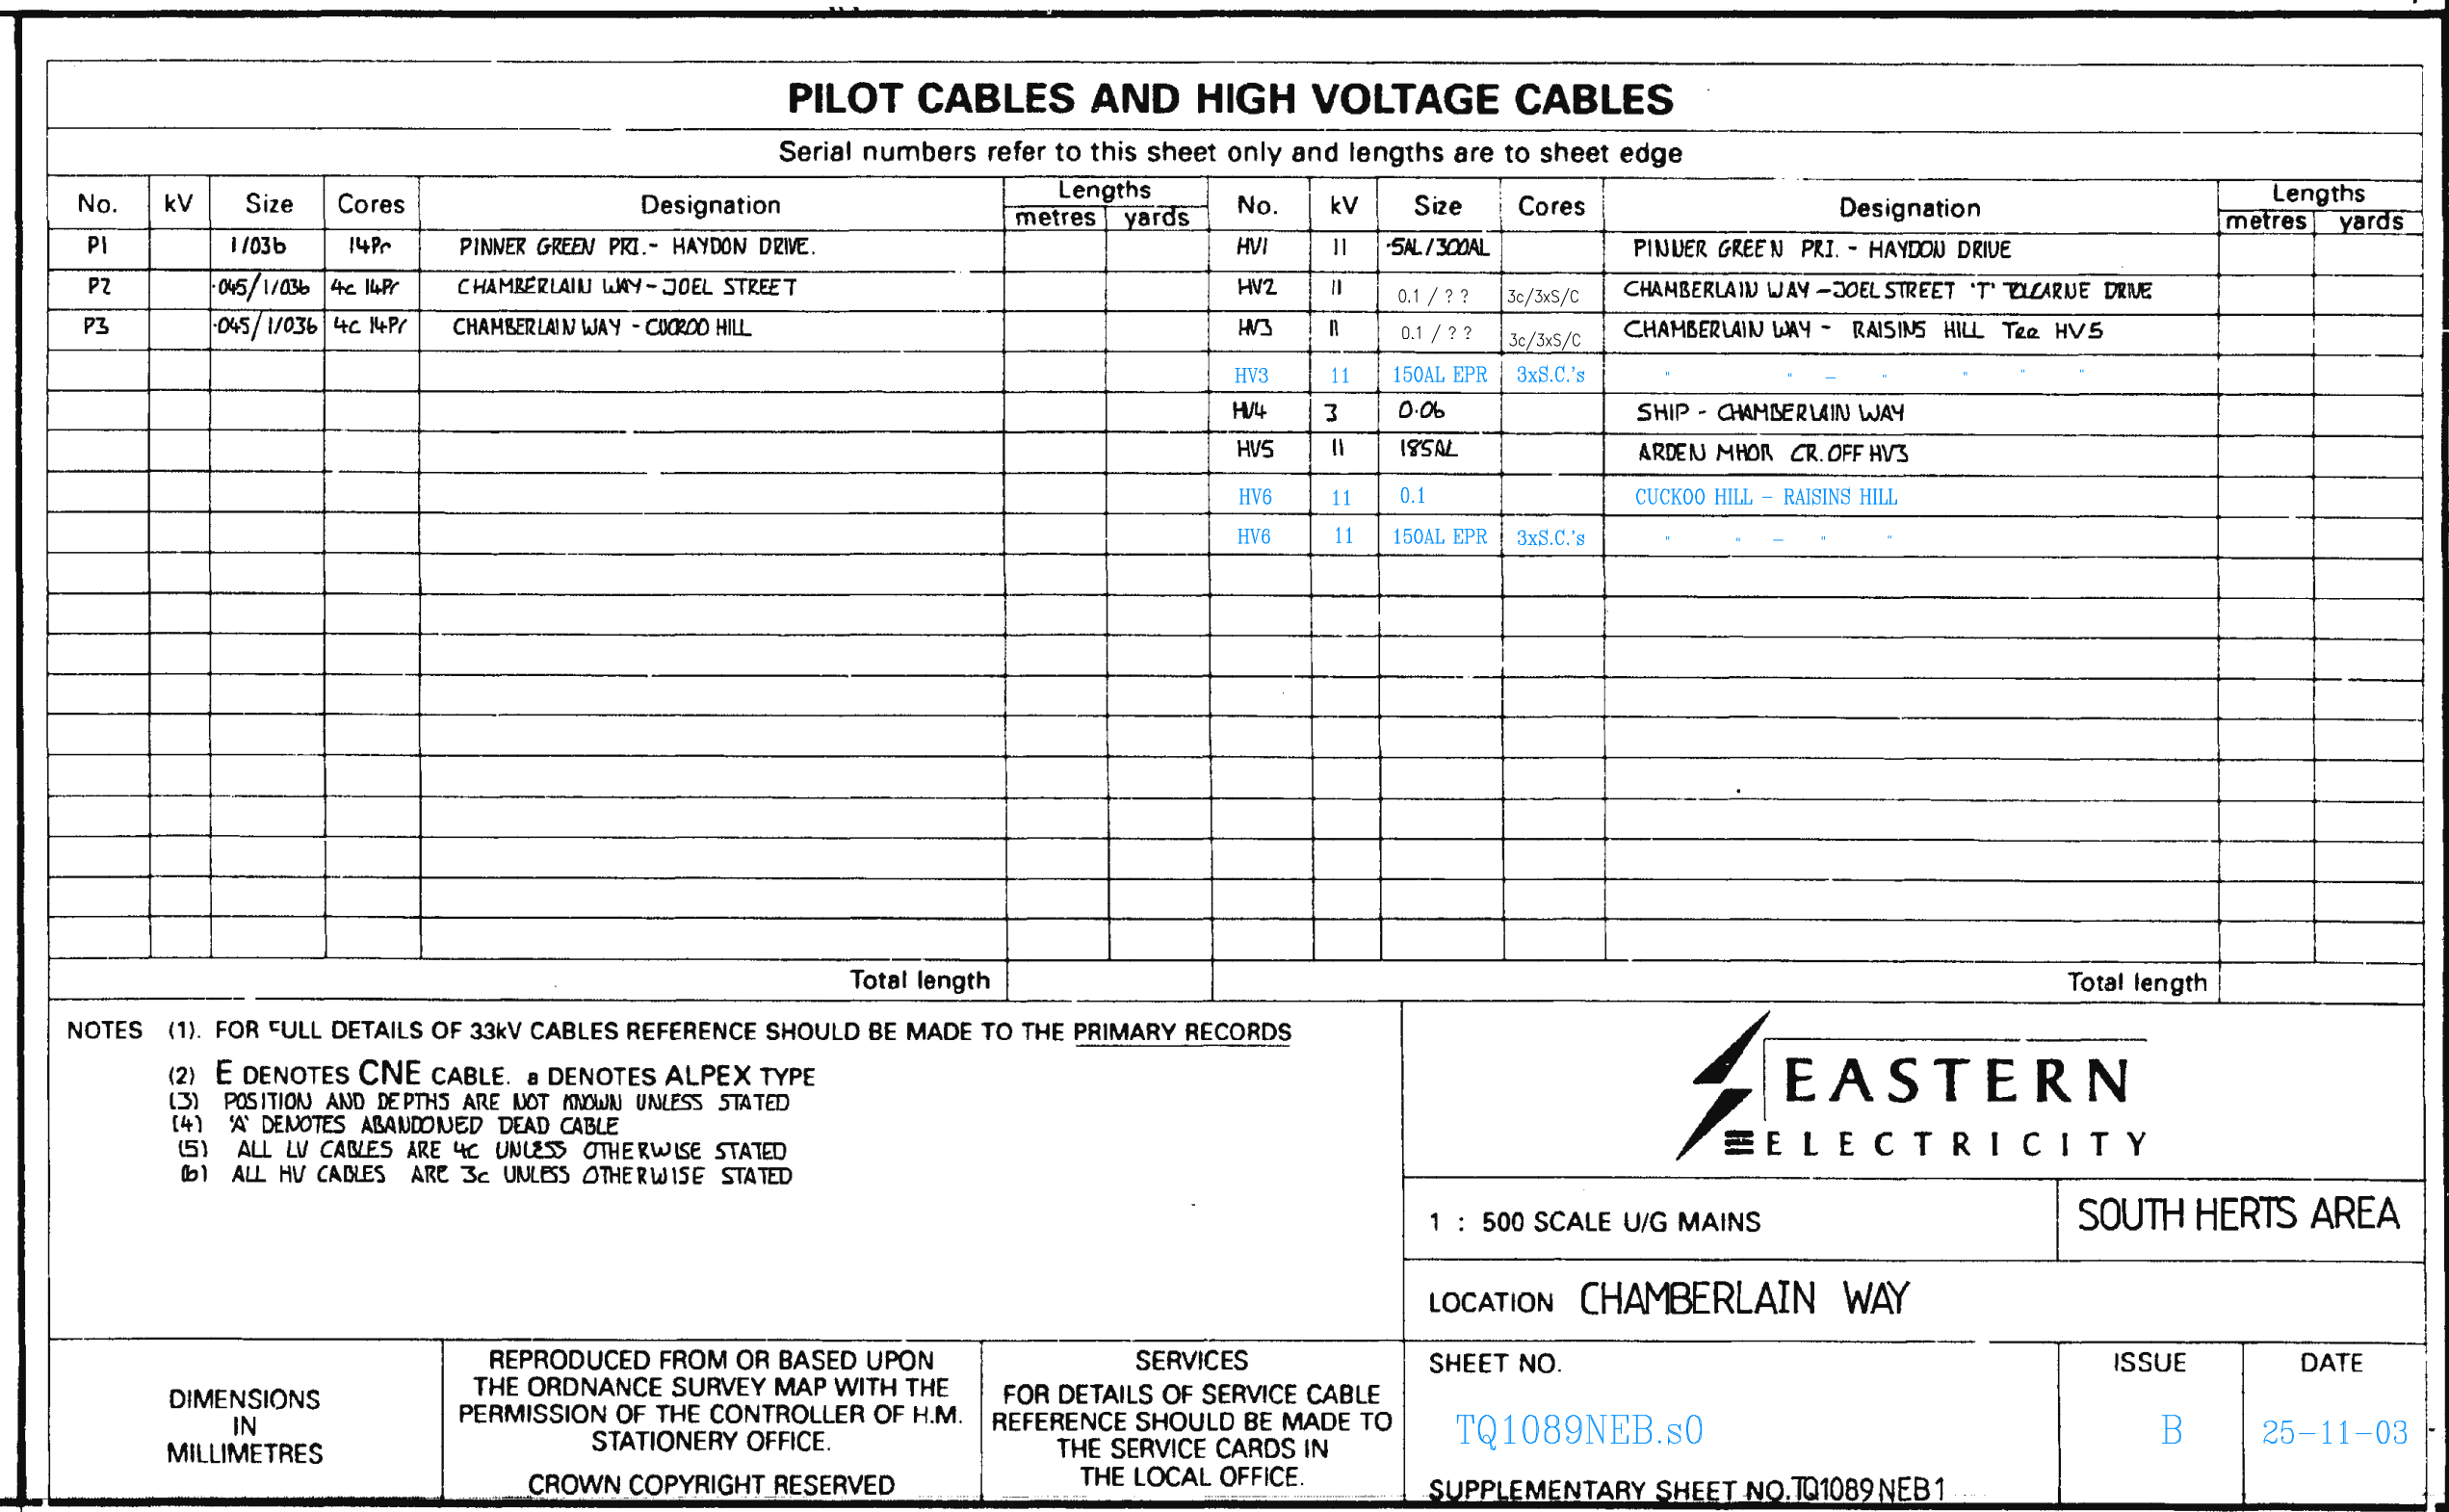 PILOT CABLES AND HIGH VOLTAGE CABLES
Serial numbers refer to this sheet only and lengths are to sheet edge
No. kV Size Cores Designation Lengths metres yards No. kV Size Cores Designation Lengths metres yards
P1 1/036 14Pr PINNER GREEN PRI.- HAYDON DRIVE. HV1 11 ·5AL/300AL PINNER GREEN PRI. - HAYDON DRIVE
P2 ·045/1/036 4c 14Pr CHAMBERLAIN WAY-JOEL STREET HV2 11 0.1 / ? ? 3c/3xS/C CHAMBERLAIN WAY -JOEL STREET 'T' DRIVE
P3 ·045/1/036 4c 14Pr CHAMBERLAIN WAY - CUCKOO HILL HV3 11 0.1 / ? ? 3c/3xS/C CHAMBERLAIN WAY - RAISINS HILL Tee HV5
HV3 11 150AL EPR 3xS.C.'s " " - " " " "
HV4 3 0·06 SHIP - CHAMBERLAIN WAY
HV5 11 185AL ARDEN MHOR CR. OFF HV3
HV6 11 0.1 CUCKOO HILL - RAISINS HILL
HV6 11 150AL EPR 3xS.C.'s " " - " "
Total length Total length
NOTES (1). FOR FULL DETAILS OF 33kV CABLES REFERENCE SHOULD BE MADE TO THE PRIMARY RECORDS
(2) E DENOTES CNE CABLE. a DENOTES ALPEX TYPE
(3) POSITION AND DEPTHS ARE NOT KNOWN UNLESS STATED
(4) 'A' DENOTES ABANDONED DEAD CABLE
(5) ALL LV CABLES ARE 4c UNLESS OTHERWISE STATED
(6) ALL HV CABLES ARE 3c UNLESS OTHERWISE STATED
EASTERN
ELECTRICITY
1 : 500 SCALE U/G MAINS
SOUTH HERTS AREA
LOCATION CHAMBERLAIN WAY
DIMENSIONS
IN
MILLIMETRES
REPRODUCED FROM OR BASED UPON
THE ORDNANCE SURVEY MAP WITH THE
PERMISSION OF THE CONTROLLER OF H.M.
STATIONERY OFFICE.
CROWN COPYRIGHT RESERVED
SERVICES
FOR DETAILS OF SERVICE CABLE
REFERENCE SHOULD BE MADE TO
THE SERVICE CARDS IN
THE LOCAL OFFICE.
SHEET NO.
TQ1089NEB.s0
SUPPLEMENTARY SHEET NO.TQ1089NEB1
ISSUE
B
DATE
25-11-03